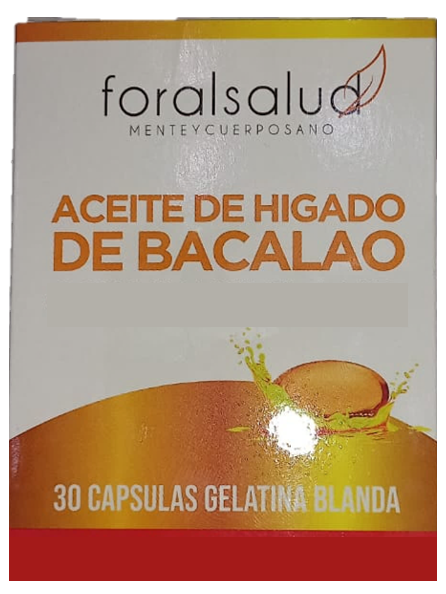 foralsalud
MENTEYCUERPOSANO
ACEITE DE HIGADO
DE BACALAO
30 CAPSULAS GELATINA BLANDA